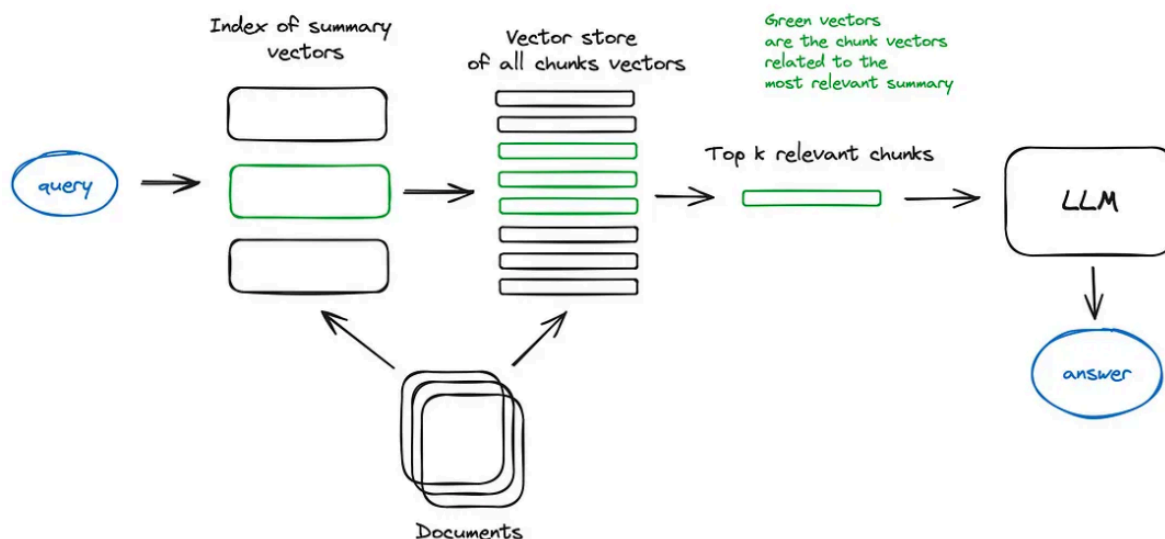 Index of summary
vectors
Vector store
of all chunks vectors
Green vectors
are the chunk vectors
related to the
most relevant summary
query
Top k relevant chunks
LLM
answer
Documents